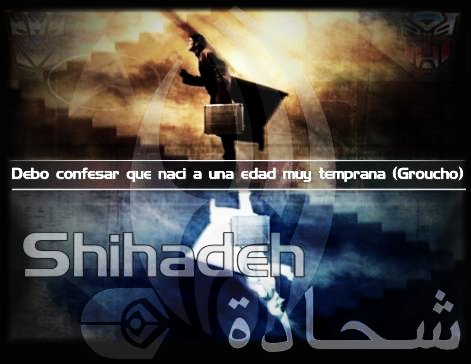 Debo confesar que naci a una edad muy temprana (Groucho)
Shihadeh
شحادة